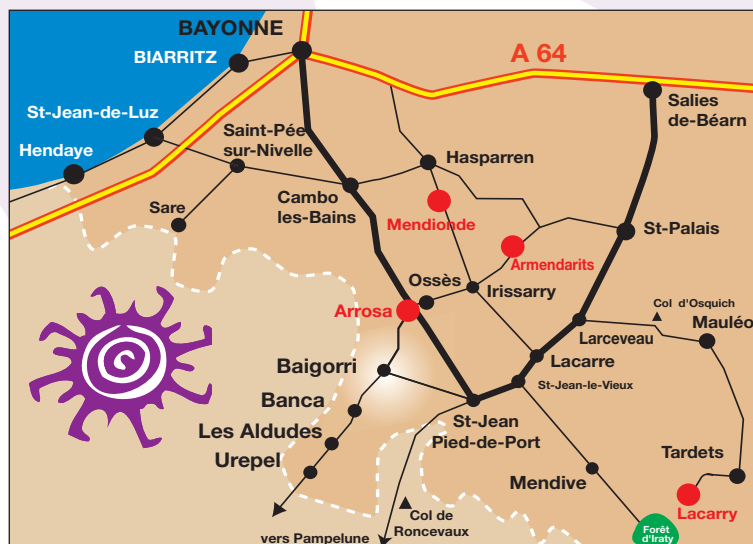 BAYONNE
A 64
BIARRITZ
Salies
de-Béarn
St-Jean-de-Luz
Saint-Pée
sur-Nivelle
Hendaye
Hasparren
Cambo
les-Bains
Sare
Mendionde
St-Palais
Armendarits
Ossès
Irissarry
Arrosa
Col d'Osquich
Mauléo
Larceveau
Baigorri
Lacarre
St-Jean-le-Vieux
Banca
St-Jean
Pied-de-Port
Les Aldudes
Urepel
Tardets
Mendive
Lacarry
Col de
Roncevaux
Forêt
d'Iraty
vers Pampelune